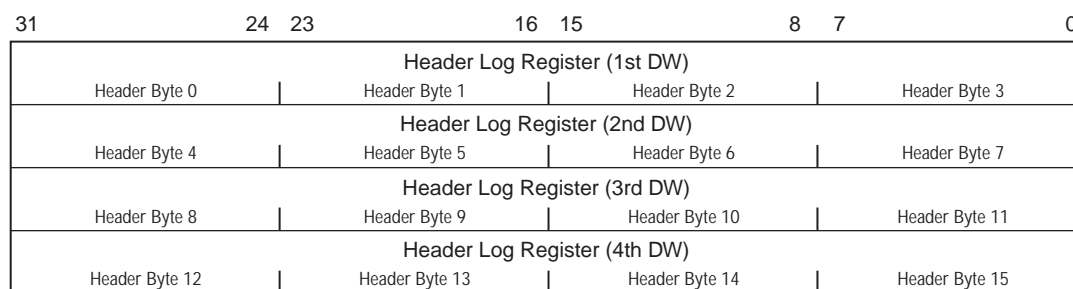 31 24 23 16 15 8 7 0
Header Log Register (1st DW)
Header Byte 0 Header Byte 1 Header Byte 2 Header Byte 3
Header Log Register (2nd DW)
Header Byte 4 Header Byte 5 Header Byte 6 Header Byte 7
Header Log Register (3rd DW)
Header Byte 8 Header Byte 9 Header Byte 10 Header Byte 11
Header Log Register (4th DW)
Header Byte 12 Header Byte 13 Header Byte 14 Header Byte 15